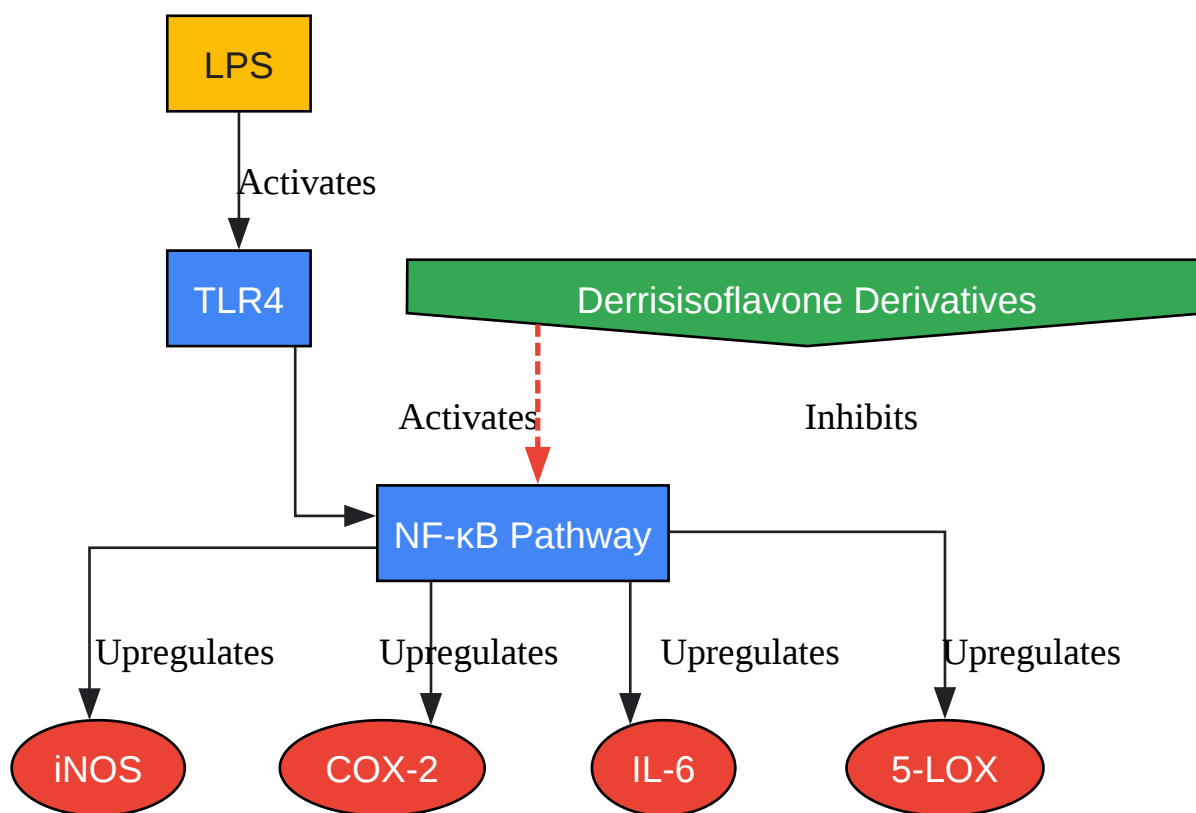 LPS
Activates
TLR4
Derrisisoflavone Derivatives
Activates
Inhibits
NF-κB Pathway
Upregulates
Upregulates
Upregulates
Upregulates
iNOS
COX-2
IL-6
5-LOX